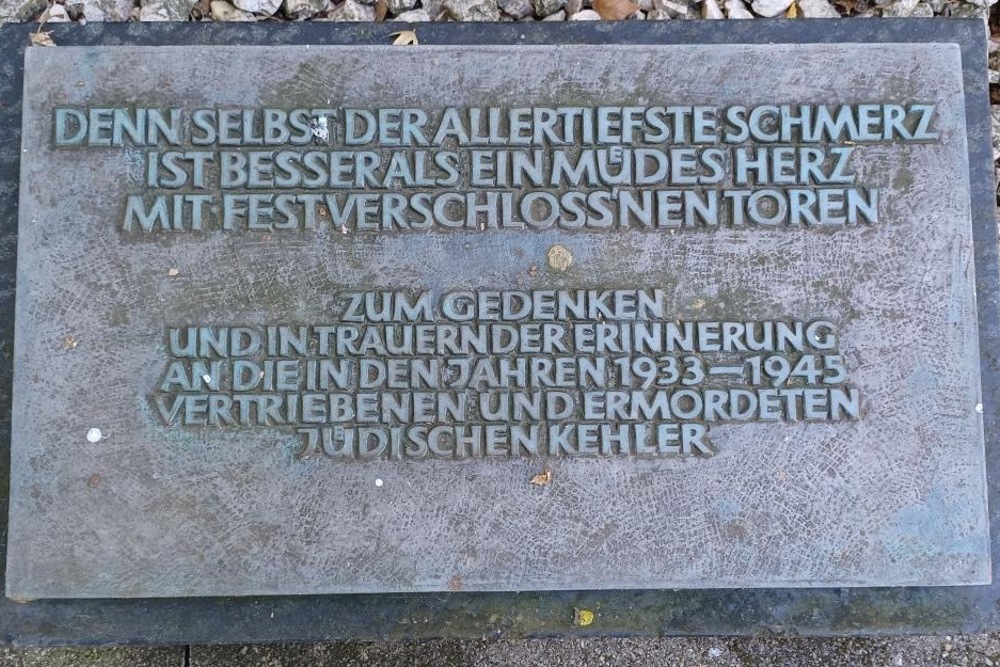 DENN SELBST DER ALLERTIEFSTE SCHMERZ
IST BESSER ALS EIN MÜDES HERZ
MIT FESTVERSCHLOSS'NEN TOREN
ZUM GEDENKEN
UND IN TRAUERNDER ERINNERUNG
AN DIE IN DEN JAHREN 1933–1945
VERTRIEBENEN UND ERMORDETEN
JÜDISCHEN KEHLER